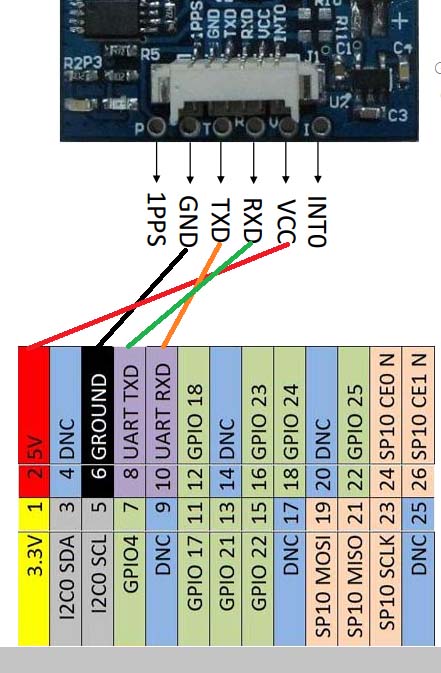 1PPS
GND
TXD
RXD
VCC
INT0
R5
R2P3
J1
C1
R11
C4
U2
C3
+
P
T
R
V
I
1PPS
GND
TXD
RXD
VCC
INT0
5V
DNC
GROUND
UART TXD
UART RXD
GPIO 18
DNC
GPIO 23
GPIO 24
DNC
GPIO 25
SP10 CE0 N
SP10 CE1 N
2
4
6
8
10
12
14
16
18
20
22
24
26
1
3
5
7
9
11
13
15
17
19
21
23
25
3.3V
I2C0 SDA
I2C0 SCL
GPIO4
DNC
GPIO 17
GPIO 21
GPIO 22
DNC
SP10 MOSI
SP10 MISO
SP10 SCLK
DNC